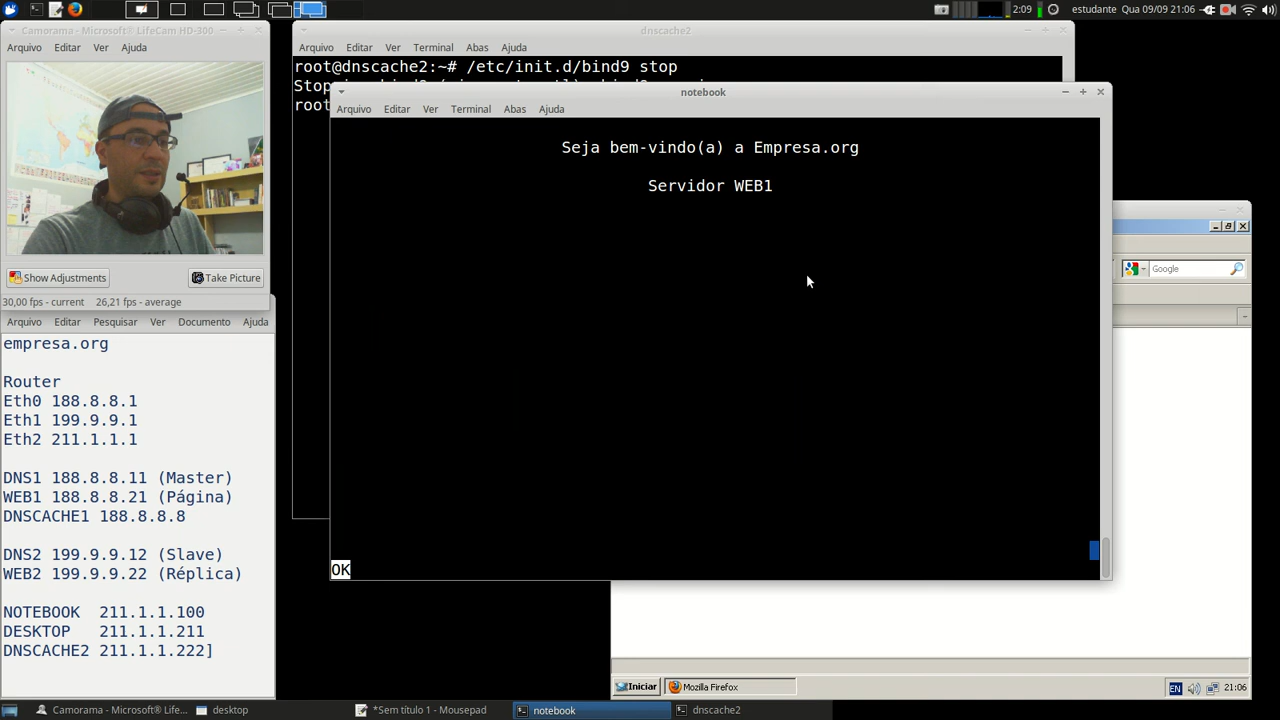 2:09
estudante
Qua 09/09 21:06
Camorama - Microsoft® LifeCam HD-300
Editar Ver Ajuda
Show Adjustments
Take Picture
30,00 fps - current 26,21 fps - average
dnscache2
Arquivo Editar Ver Terminal Abas Ajuda
root@dnscache2:~# /etc/init.d/bind9 stop
Stop
root
notebook
Arquivo Editar Ver Terminal Abas Ajuda
Seja bem-vindo(a) a Empresa.org
Servidor WEB1
OK
Google
Arquivo Editar Pesquisar Ver Documento Ajuda
empresa.org
Router
Eth0 188.8.8.1
Eth1 199.9.9.1
Eth2 211.1.1.1
DNS1 188.8.8.11 (Master)
WEB1 188.8.8.21 (Página)
DNSCACHE1 188.8.8.8
DNS2 199.9.9.12 (Slave)
WEB2 199.9.9.22 (Réplica)
NOTEBOOK 211.1.1.100
DESKTOP 211.1.1.211
DNSCACHE2 211.1.1.222]
Iniciar
Mozilla Firefox
EN
21:06
Camorama - Microsoft® Life...
desktop
*Sem título 1 - Mousepad
notebook
dnscache2